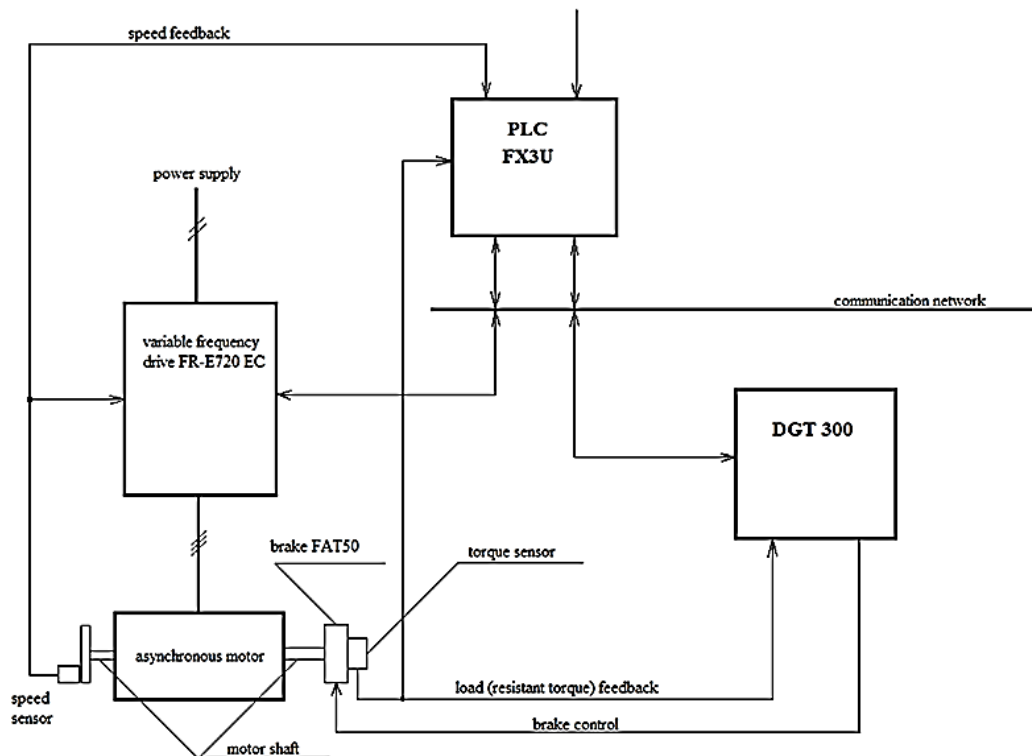 speed feedback
PLC
FX3U
power supply
communication network
variable frequency
drive FR-E720 EC
DGT 300
brake FAT50
torque sensor
asynchronous motor
load (resistant torque) feedback
speed
sensor
brake control
motor shaft